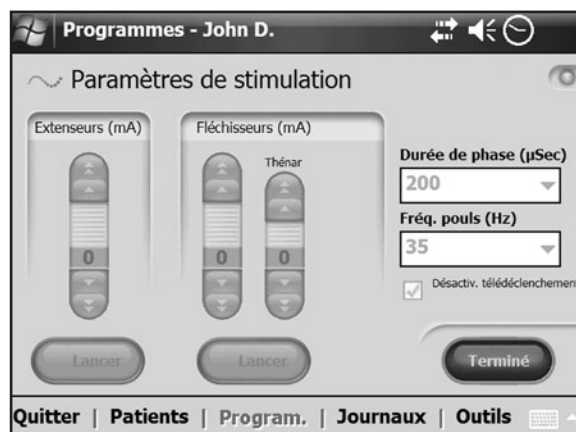 Programmes - John D.
Paramètres de stimulation
Extenseurs (mA)
0
Lancer
Fléchisseurs (mA)
Thénar
0 0
Lancer
Durée de phase (µSec)
200
Fréq. pouls (Hz)
35
Désactiv. télédéclenchement
Terminé
Quitter | Patients | Program. | Journaux | Outils